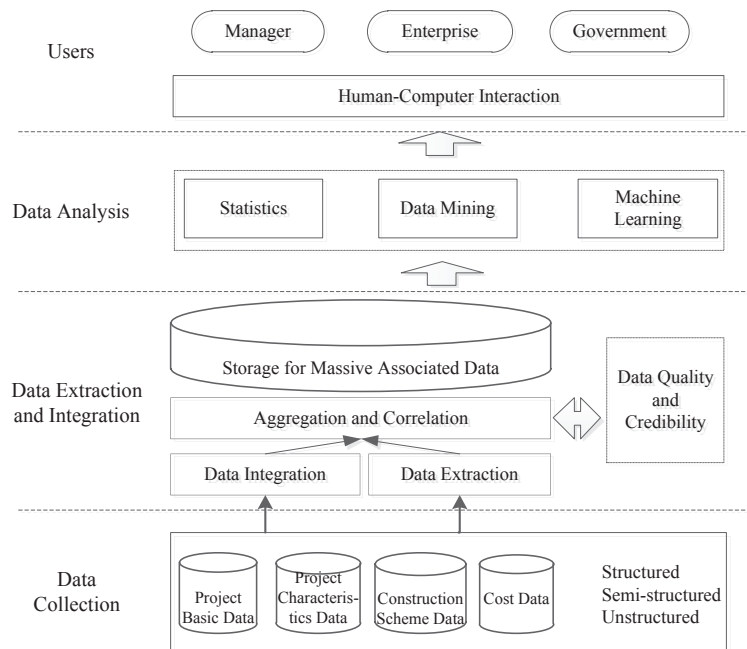 Manager
Enterprise
Government
Users
Human-Computer Interaction
Data Analysis
Statistics
Data Mining
Machine
Learning
Storage for Massive Associated Data
Data Extraction
and Integration
Aggregation and Correlation
Data Quality
and
Credibility
Data Integration
Data Extraction
Data
Collection
Project
Basic Data
Project
Characteris-
tics Data
Construction
Scheme Data
Cost Data
Structured
Semi-structured
Unstructured